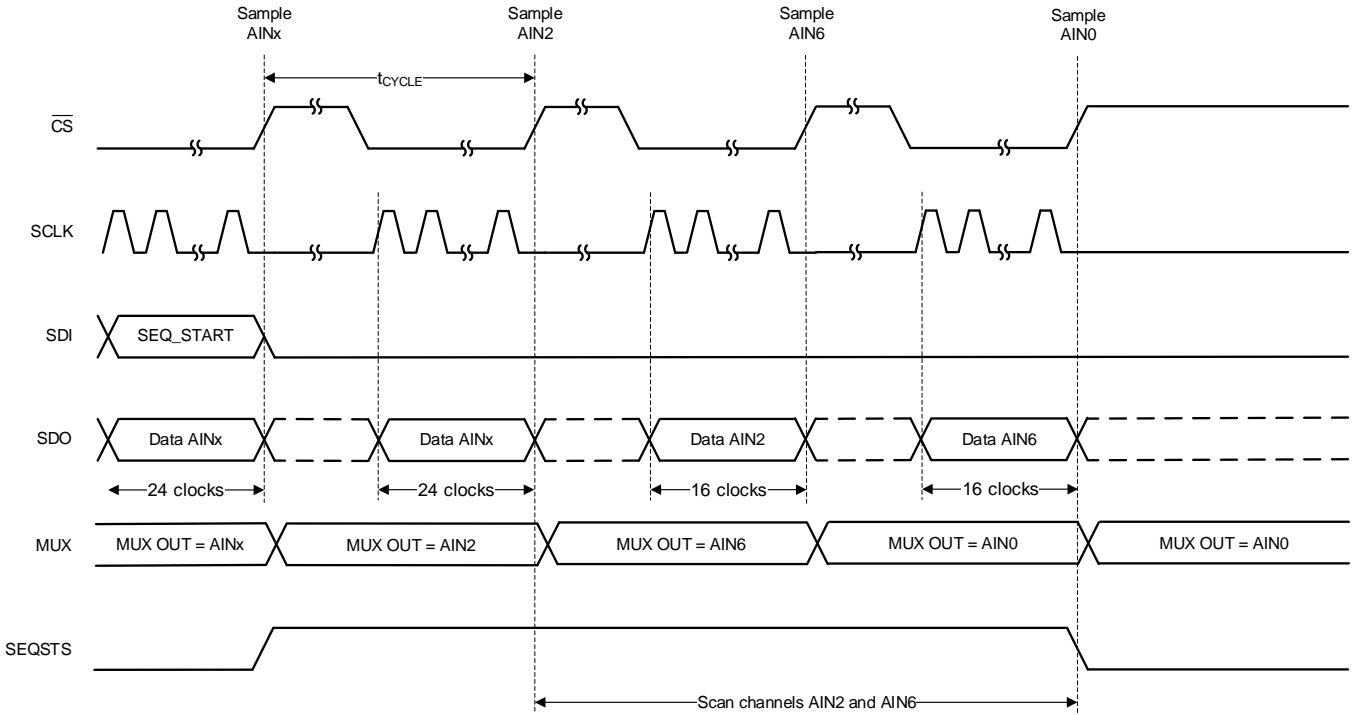 Sample
AINx
Sample
AIN2
Sample
AIN6
Sample
AIN0
tCYCLE
CS
SCLK
SDI
SEQ_START
SDO
Data AINx
Data AINx
Data AIN2
Data AIN6
24 clocks
24 clocks
16 clocks
16 clocks
MUX
MUX OUT = AINx
MUX OUT = AIN2
MUX OUT = AIN6
MUX OUT = AIN0
MUX OUT = AIN0
SEQSTS
Scan channels AIN2 and AIN6